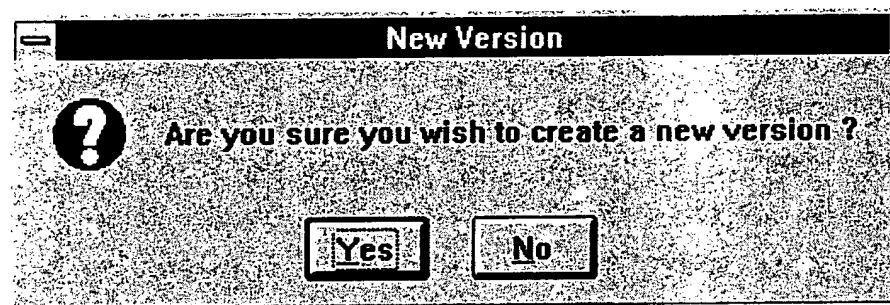 New Version
? Are you sure you wish to create a new version ?
Yes No